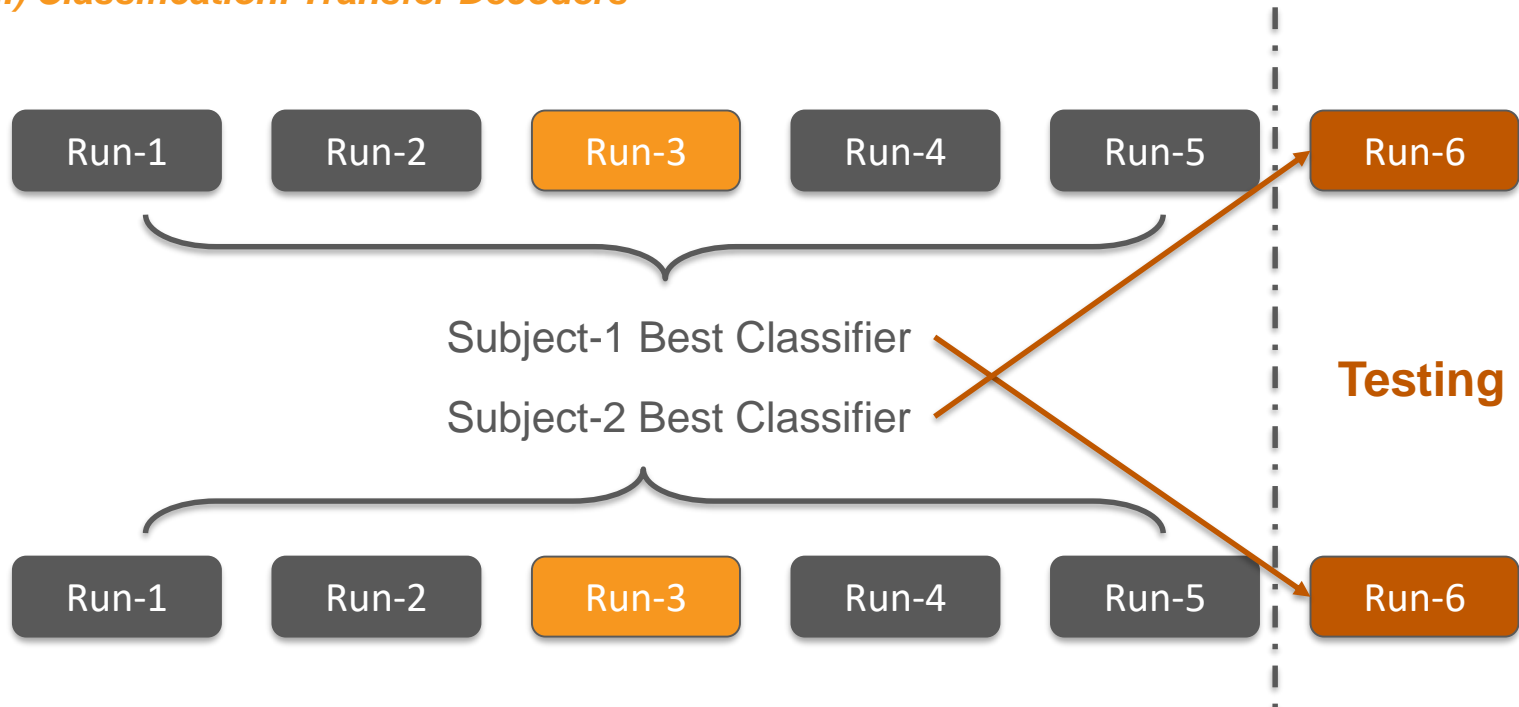 Classification: Transfer Decoders
Run-1 Run-2 Run-3 Run-4 Run-5 Run-6
Subject-1 Best Classifier
Testing
Subject-2 Best Classifier
Run-1 Run-2 Run-3 Run-4 Run-5 Run-6